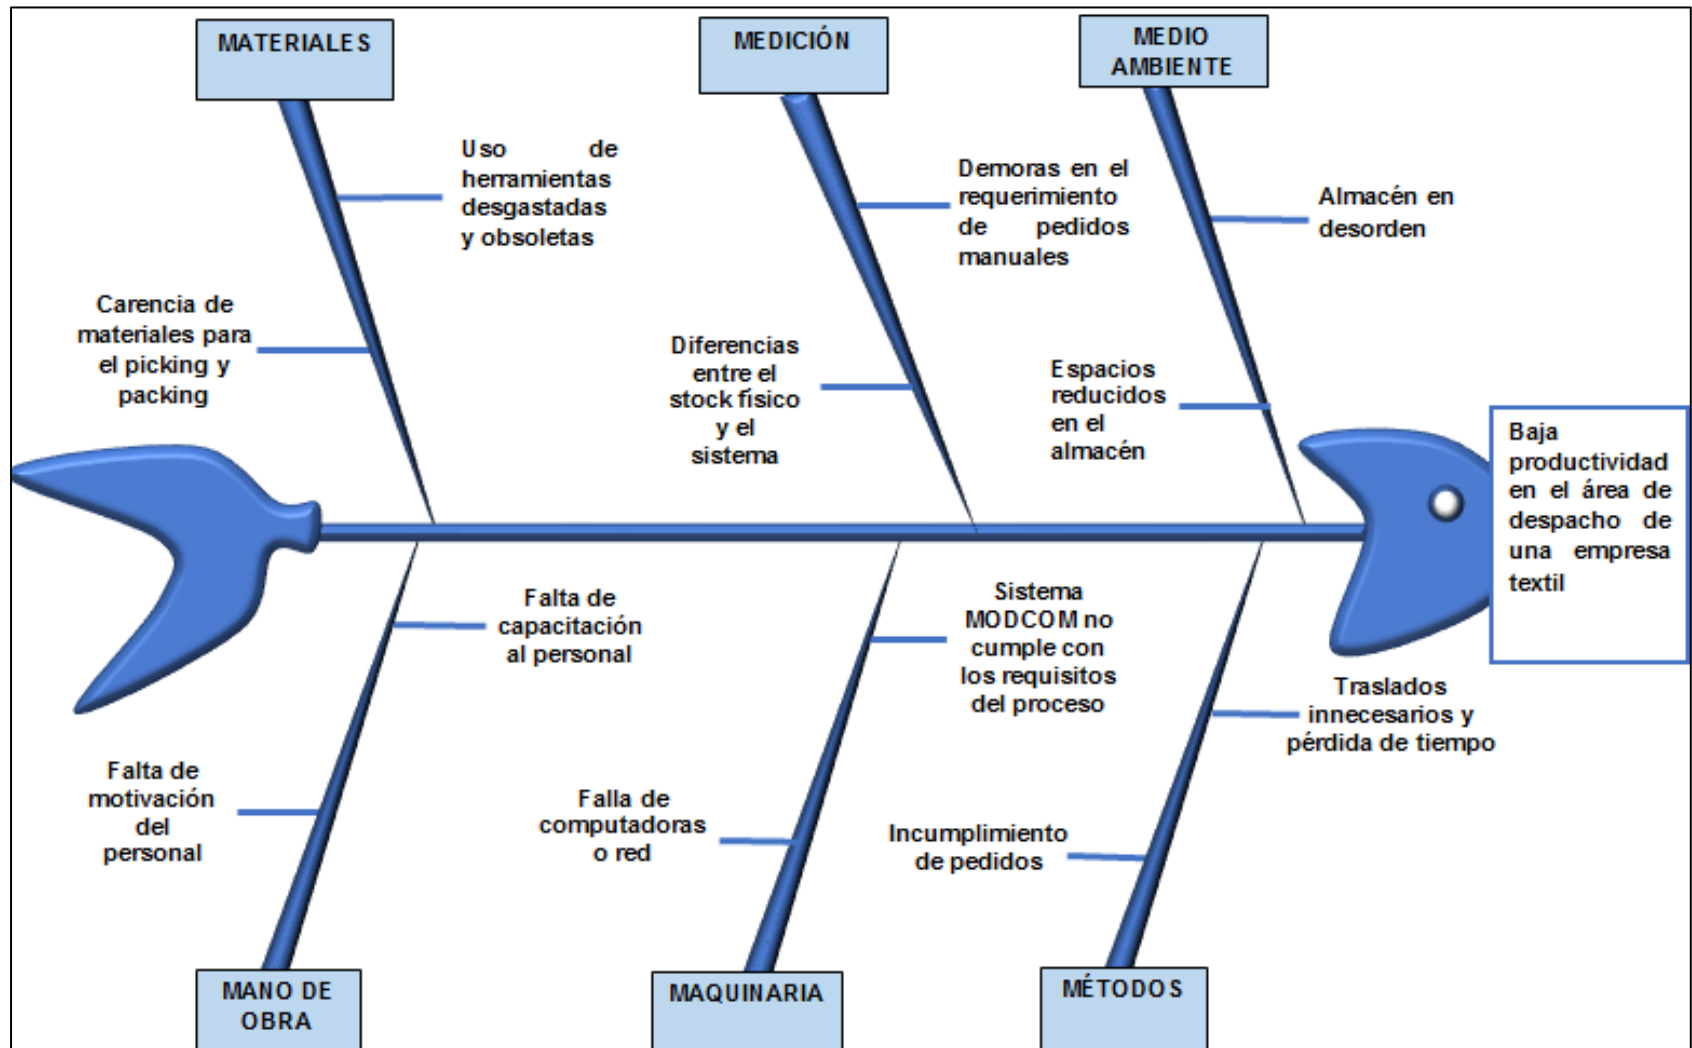 MATERIALES
MEDICIÓN
MEDIO
AMBIENTE
Uso de
herramientas
desgastadas
y obsoletas
Demoras en el
requerimiento
de pedidos
manuales
Almacén en
desorden
Carencia de
materiales para
el picking y
packing
Diferencias
entre el
stock físico
y el
sistema
Espacios
reducidos
en el
almacén
Baja
productividad
en el área de
despacho de
una empresa
textil
Falta de
capacitación
al personal
Sistema
MODCOM no
cumple con
los requisitos
del proceso
Traslados
innecesarios y
pérdida de tiempo
Falta de
motivación
del
personal
Falla de
computadoras
o red
Incumplimiento
de pedidos
MANO DE
OBRA
MAQUINARIA
MÉTODOS